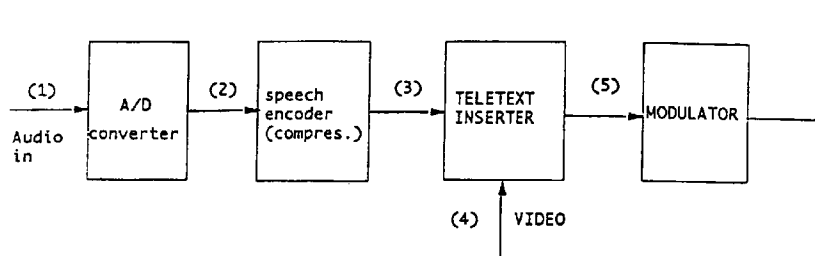 (1)
Audio
in
A/D
converter
(2)
speech
encoder
(compres.)
(3)
TELETEXT
INSERTER
(4) VIDEO
(5)
MODULATOR